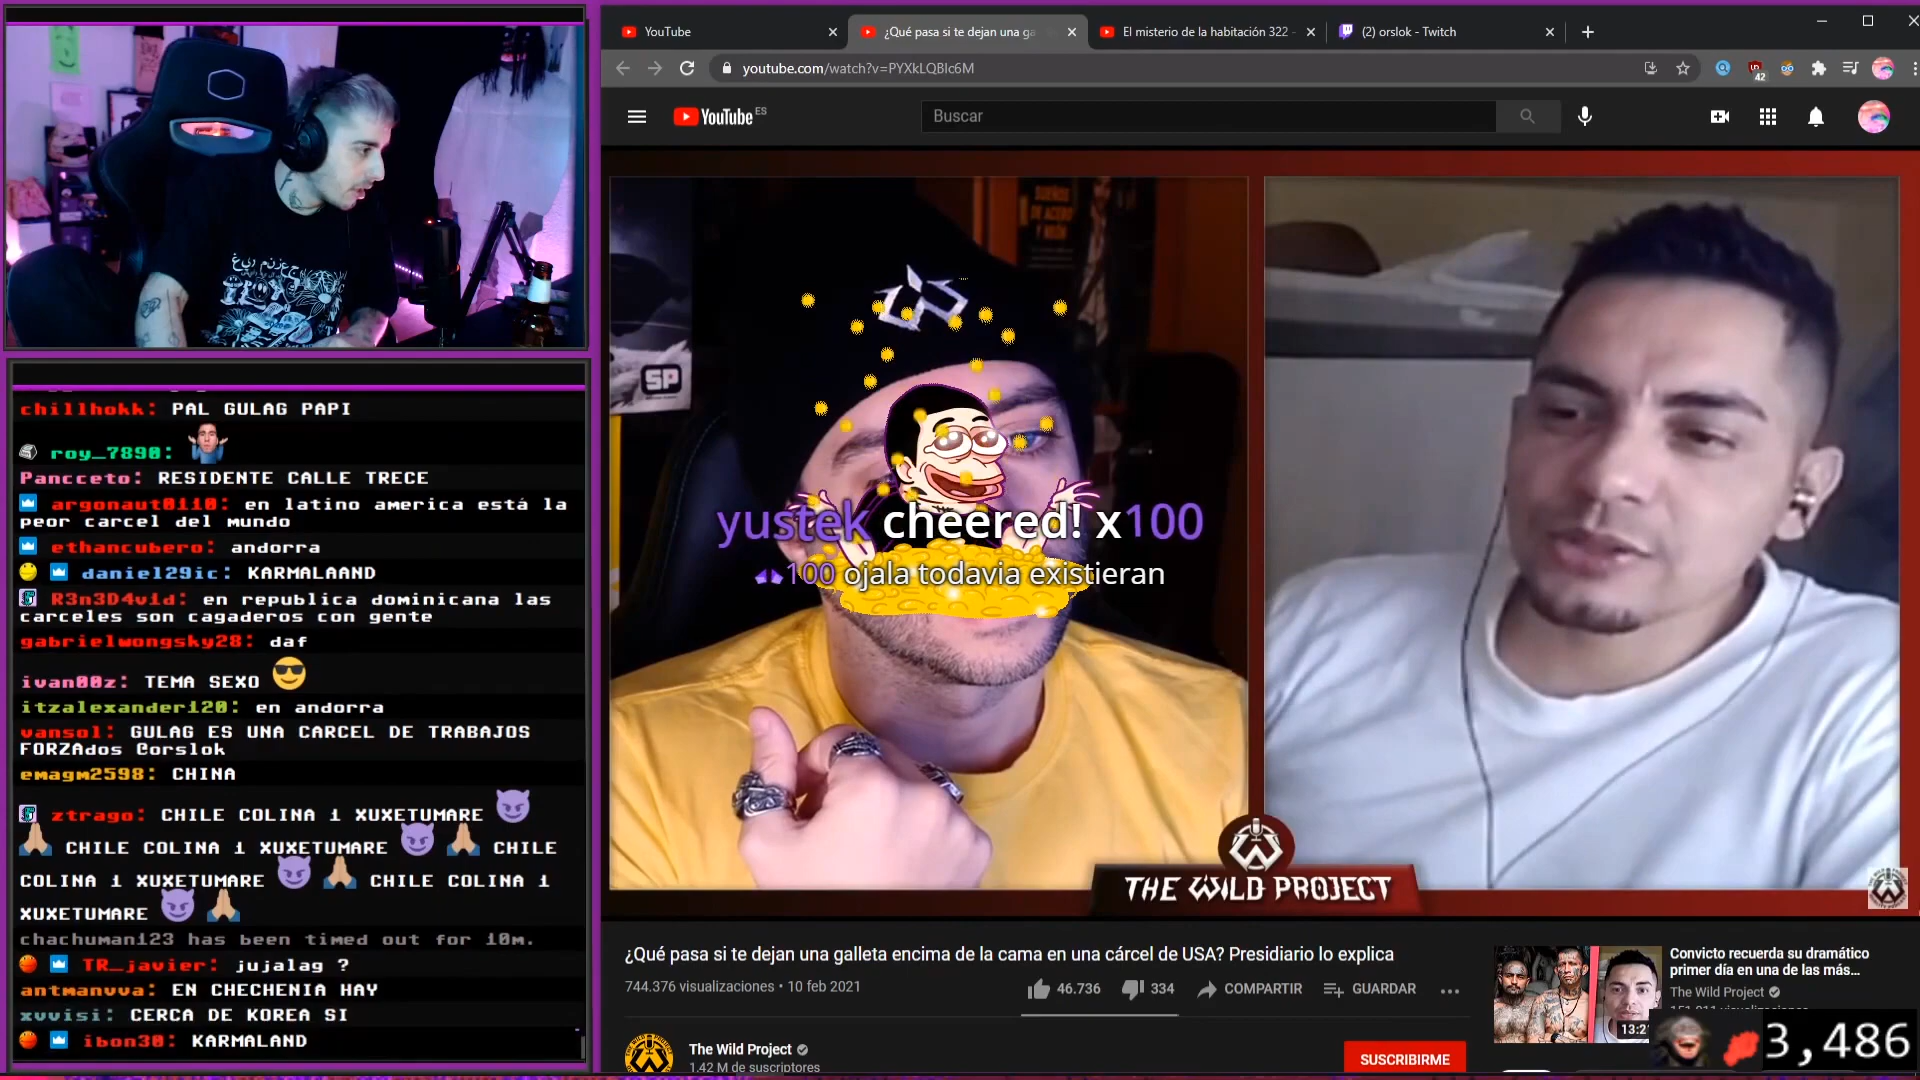 YouTube
¿Qué pasa si te dejan una ga
El misterio de la habitación 322 -
(2) orslok - Twitch
youtube.com/watch?v=PYXkLQBIc6M
42
YouTube ES
Buscar
SP
yustek cheered! x100
100 ojala todavia existieran
THE WILD PROJECT
chillhokk: PAL GULAG PAPI
roy_7890:
Pancceto: RESIDENTE CALLE TRECE
argonaut0110: en latino america está la
peor carcel del mundo
ethancubero: andorra
daniel29ic: KARMALAAND
R3n3D4v1d: en republica dominicana las
carceles son cagaderos con gente
gabrielwongsky28: daf
ivan00z: TEMA SEXO 😎
itzalexander120: en andorra
vansol: GULAG ES UNA CARCEL DE TRABAJOS
FORZAdos @orslok
emagm2598: CHINA
ztrago: CHILE COLINA 1 XUXETUMARE 😈
🙏 CHILE COLINA 1 XUXETUMARE 😈 🙏 CHILE
COLINA 1 XUXETUMARE 😈 🙏 CHILE COLINA 1
XUXETUMARE 😈 🙏
chachuman123 has been timed out for 10m.
TR_javier: jujalag ?
antmanvva: EN CHECHENIA HAY
xvvisi: CERCA DE KOREA SI
ibon30: KARMALAND
¿Qué pasa si te dejan una galleta encima de la cama en una cárcel de USA? Presidiario lo explica
744.376 visualizaciones • 10 feb 2021
46.736
334
COMPARTIR
GUARDAR
The Wild Project
1.42 M de suscriptores
SUSCRIBIRME
Convicto recuerda su dramático
primer día en una de las más...
The Wild Project
13:2
3,486